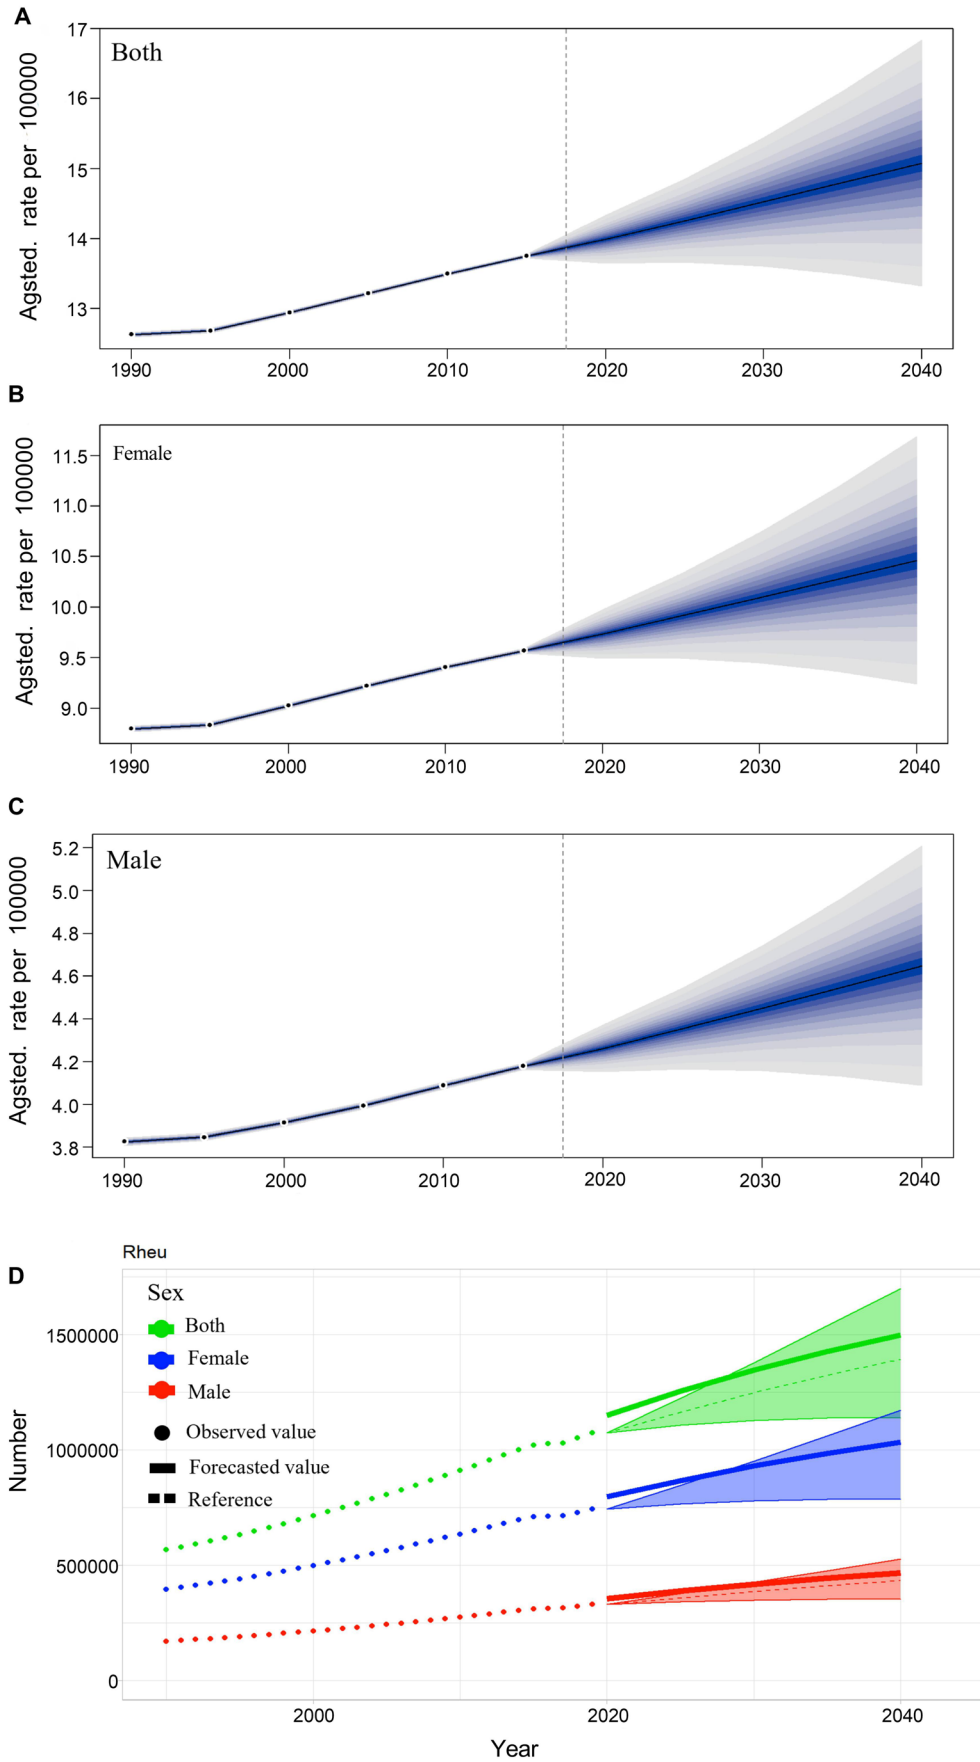 A
Both
Agsted. rate per 100000
17
16
15
14
13
1990 2000 2010 2020 2030 2040
B
Female
Agsted. rate per 100000
11.5
11.0
10.5
10.0
9.5
9.0
1990 2000 2010 2020 2030 2040
C
Male
Agsted. rate per 100000
5.2
5.0
4.8
4.6
4.4
4.2
4.0
3.8
1990 2000 2010 2020 2030 2040
Rheu
D
Sex
Both
Female
Male
Observed value
Forecasted value
Reference
Number
1500000
1000000
500000
0
2000 2020 2040
Year